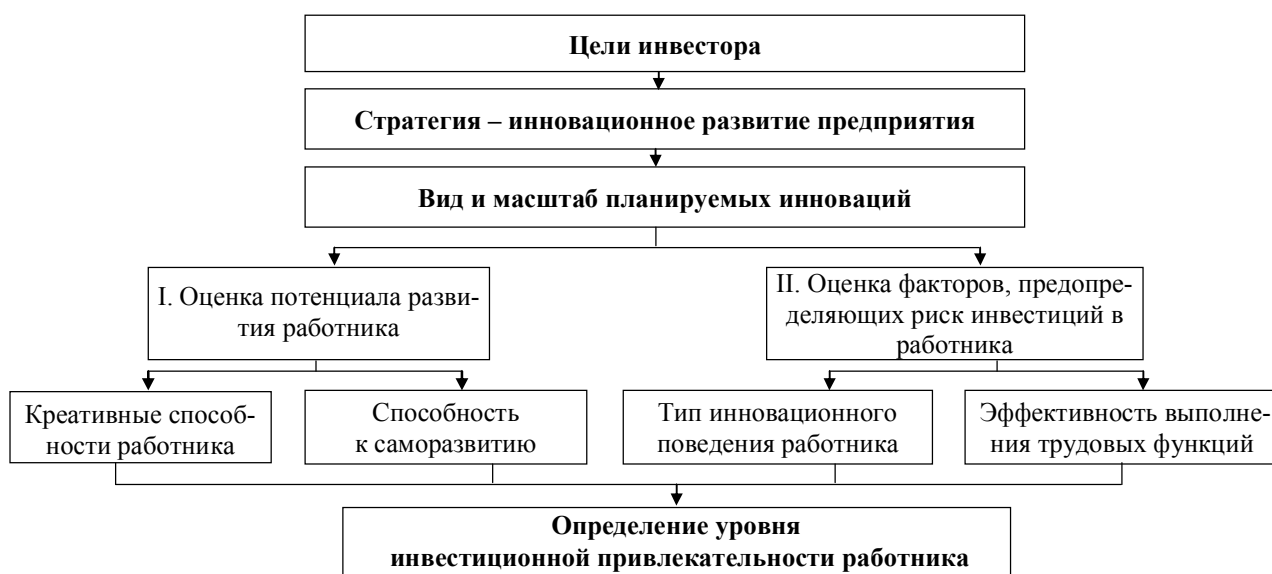 Цели инвестора
Стратегия – инновационное развитие предприятия
Вид и масштаб планируемых инноваций
I. Оценка потенциала разви-
тия работника
II. Оценка факторов, предопре-
деляющих риск инвестиций в
работника
Креативные способ-
ности работника
Способность
к саморазвитию
Тип инновационного
поведения работника
Эффективность выполне-
ния трудовых функций
Определение уровня
инвестиционной привлекательности работника